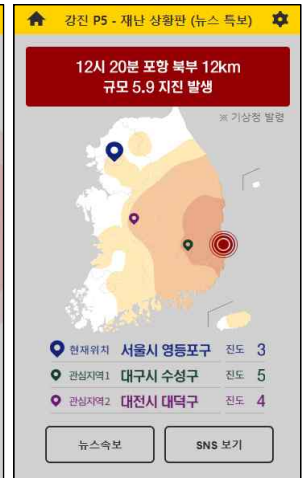 강진 P5 - 재난 상황판 (뉴스 특보)
12시 20분 포항 북부 12km
규모 5.9 지진 발생
※ 기상청 발령
현재위치 서울시 영등포구 진도 3
관심지역1 대구시 수성구 진도 5
관심지역2 대전시 대덕구 진도 4
뉴스속보 SNS 보기